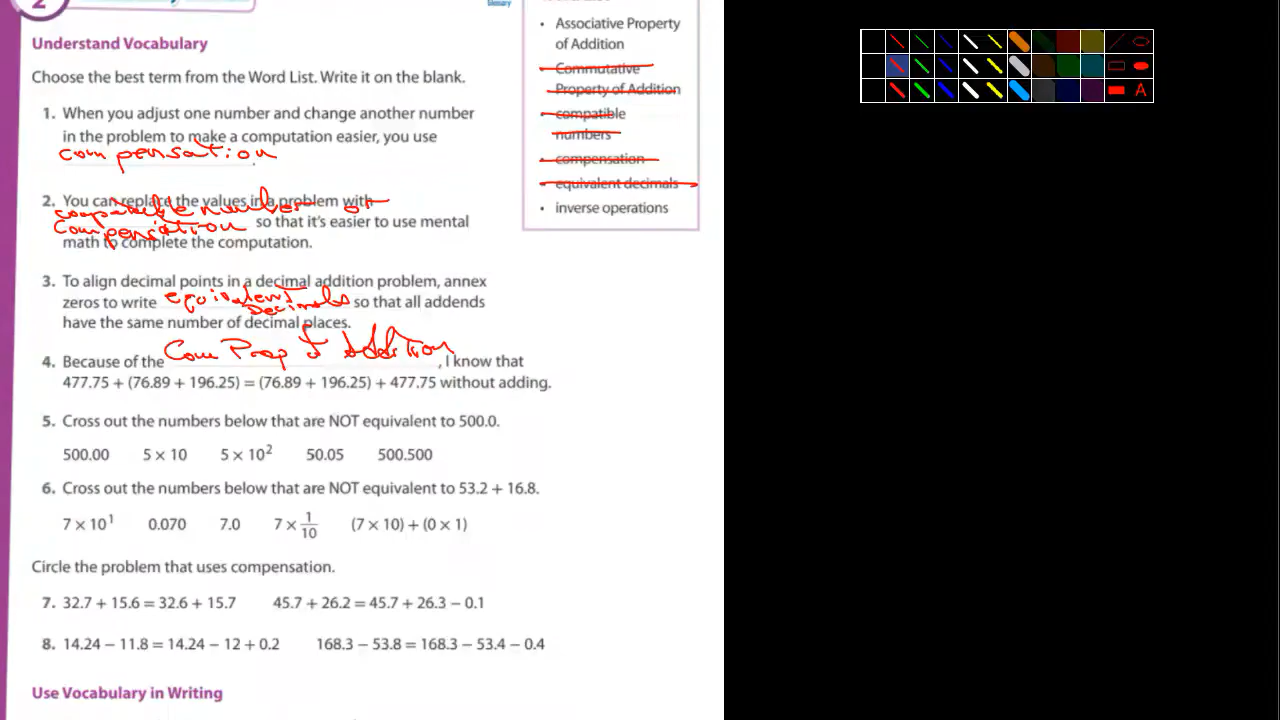 2
Glossary
Understand Vocabulary
Choose the best term from the Word List. Write it on the blank.
1. When you adjust one number and change another number
in the problem to make a computation easier, you use
compensation
2. You can replace the values in a problem with
compatible number or
compensation so that it's easier to use mental
math to complete the computation.
3. To align decimal points in a decimal addition problem, annex
zeros to write equivalent decimals so that all addends
have the same number of decimal places.
4. Because of the Com Prop of Addition, I know that
477.75 + (76.89 + 196.25) = (76.89 + 196.25) + 477.75 without adding.
5. Cross out the numbers below that are NOT equivalent to 500.0.
500.00 5 × 10 5 × 10² 50.05 500.500
6. Cross out the numbers below that are NOT equivalent to 53.2 + 16.8.
7 × 10¹ 0.070 7.0 7 × 1/10 (7 × 10) + (0 × 1)
Circle the problem that uses compensation.
7. 32.7 + 15.6 = 32.6 + 15.7 45.7 + 26.2 = 45.7 + 26.3 − 0.1
8. 14.24 − 11.8 = 14.24 − 12 + 0.2 168.3 − 53.8 = 168.3 − 53.4 − 0.4
Use Vocabulary in Writing
• Associative Property
of Addition
• Commutative
Property of Addition
• compatible
numbers
• compensation
• equivalent decimals
• inverse operations
A